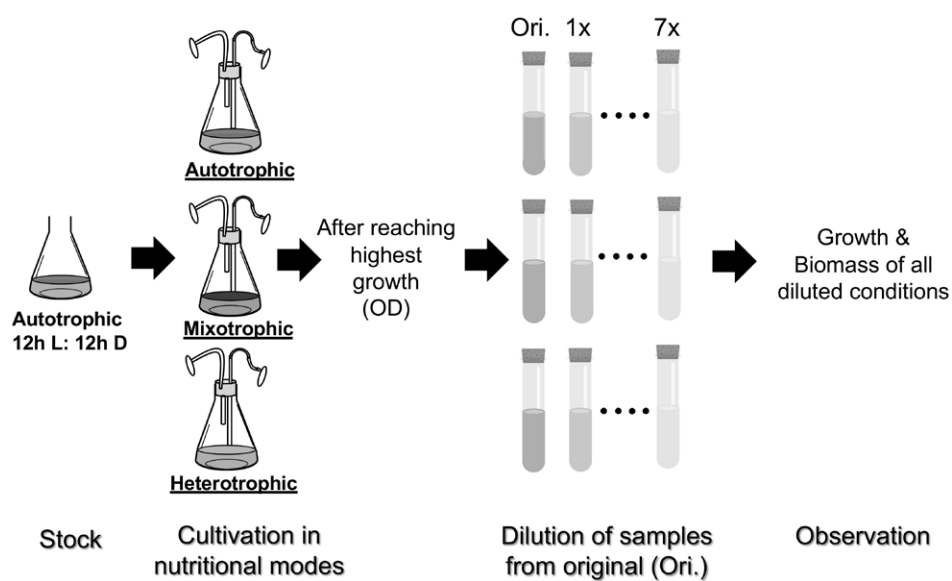 Ori.
1x
7x
Autotrophic
Autotrophic
12h L: 12h D
Mixotrophic
After reaching
highest
growth
(OD)
Growth &
Biomass of all
diluted conditions
Heterotrophic
Stock
Cultivation in
nutritional modes
Dilution of samples
from original (Ori.)
Observation